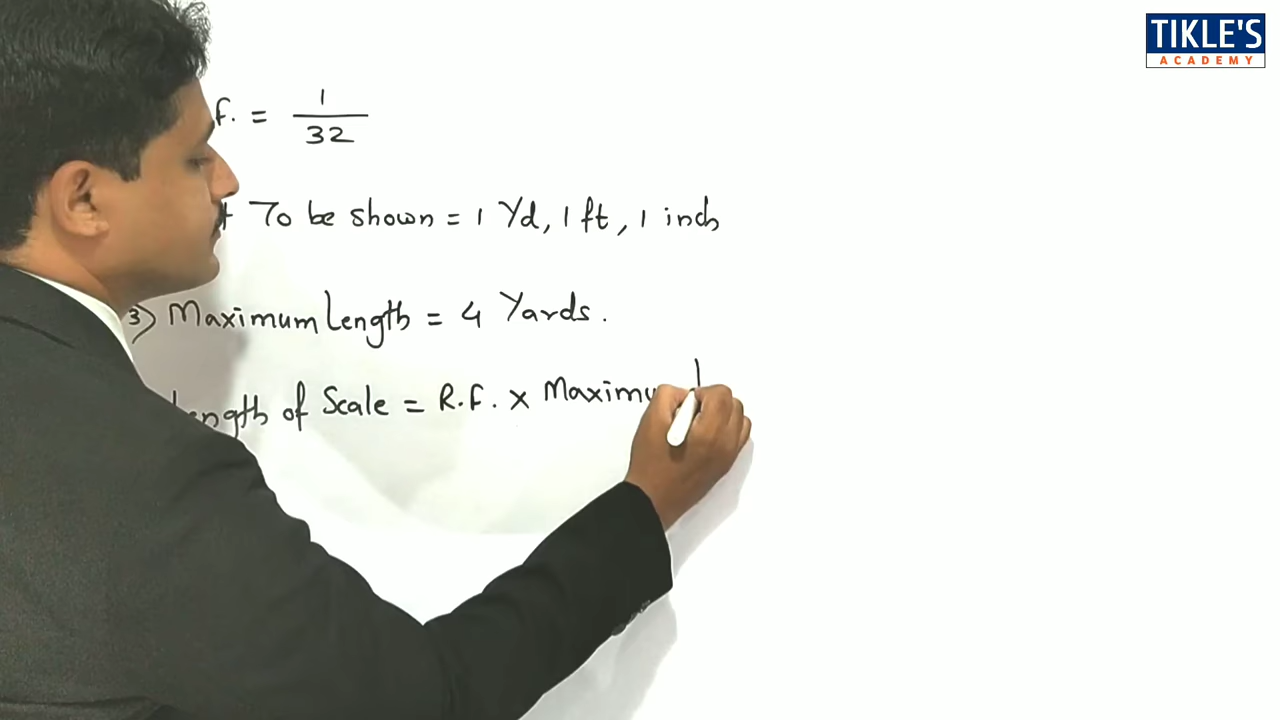 TIKLE'S
ACADEMY
F. = 1/32
To be shown = 1 Yd, 1 ft, 1 inch
3) Maximum Length = 4 Yards.
Length of Scale = R.F. × Maximu